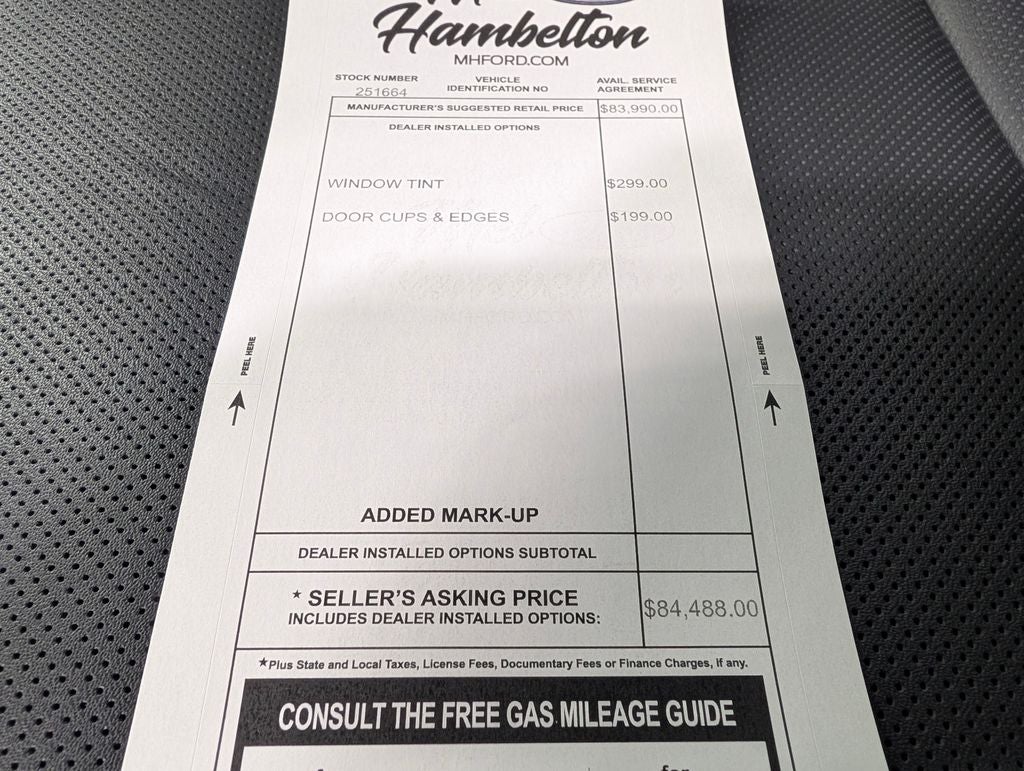 Hambelton
MHFORD.COM
STOCK NUMBER
251664
VEHICLE
IDENTIFICATION NO
AVAIL. SERVICE
AGREEMENT
MANUFACTURER'S SUGGESTED RETAIL PRICE $83,990.00
DEALER INSTALLED OPTIONS
WINDOW TINT $299.00
DOOR CUPS & EDGES $199.00
PEEL HERE
PEEL HERE
ADDED MARK-UP
DEALER INSTALLED OPTIONS SUBTOTAL
* SELLER'S ASKING PRICE
INCLUDES DEALER INSTALLED OPTIONS:
$84,488.00
*Plus State and Local Taxes, License Fees, Documentary Fees or Finance Charges, if any.
CONSULT THE FREE GAS MILEAGE GUIDE